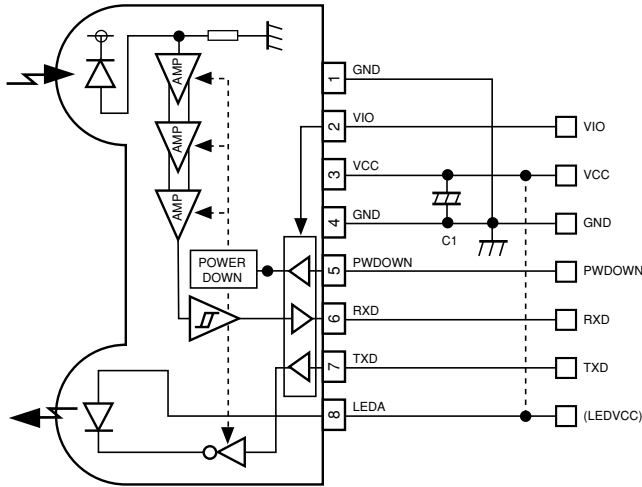 AMP
AMP
AMP
POWER
DOWN
1
GND
2
VIO
VIO
3
VCC
VCC
4
GND
GND
C1
5
PWDOWN
PWDOWN
6
RXD
RXD
7
TXD
TXD
8
LEDA
(LEDVCC)